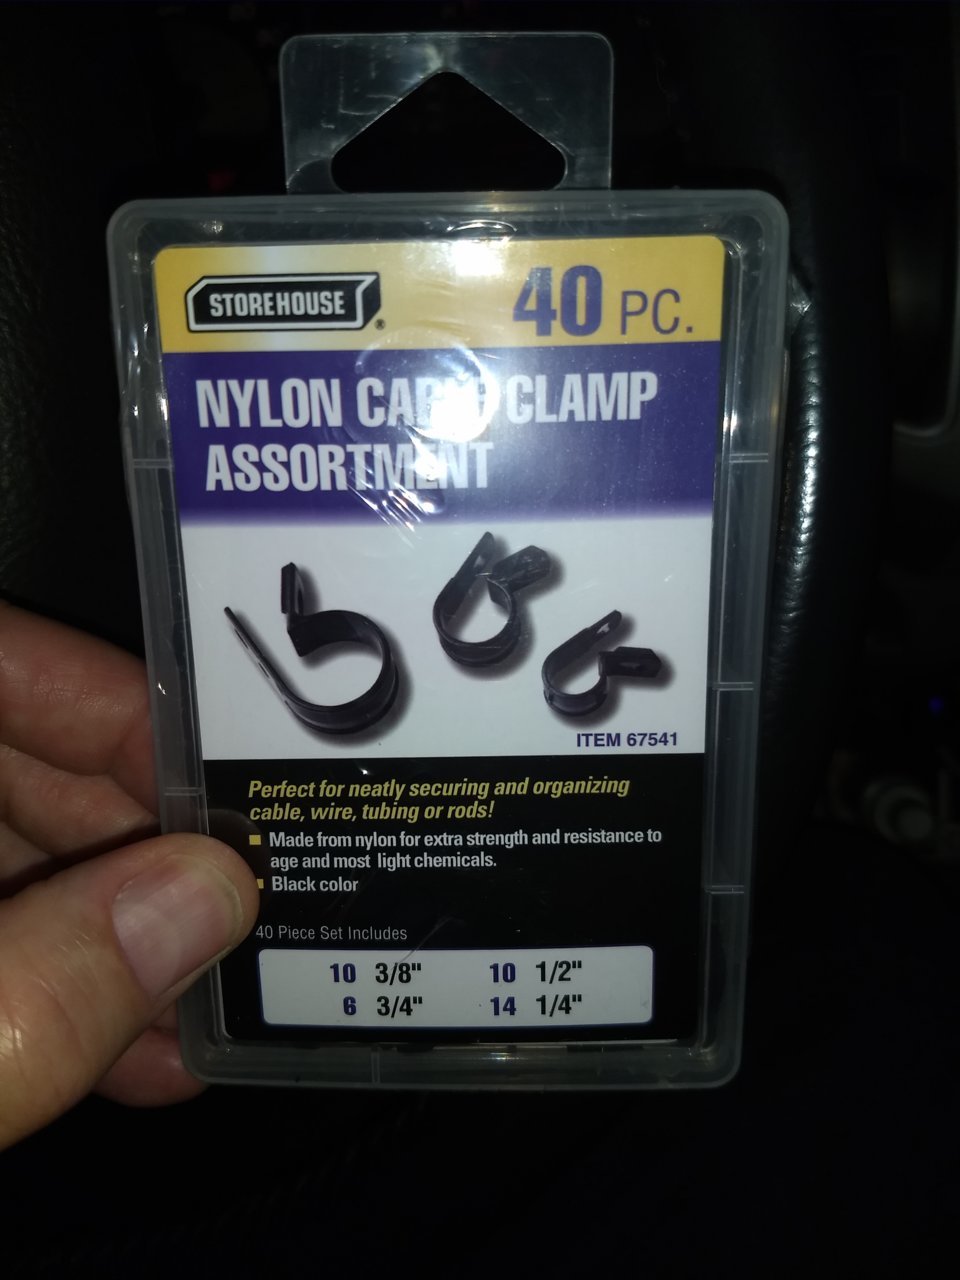 STOREHOUSE®
40 PC.
NYLON CABLE CLAMP
ASSORTMENT
ITEM 67541
Perfect for neatly securing and organizing
cable, wire, tubing or rods!
Made from nylon for extra strength and resistance to
age and most light chemicals.
Black color
40 Piece Set Includes
10 3/8" 10 1/2"
6 3/4" 14 1/4"